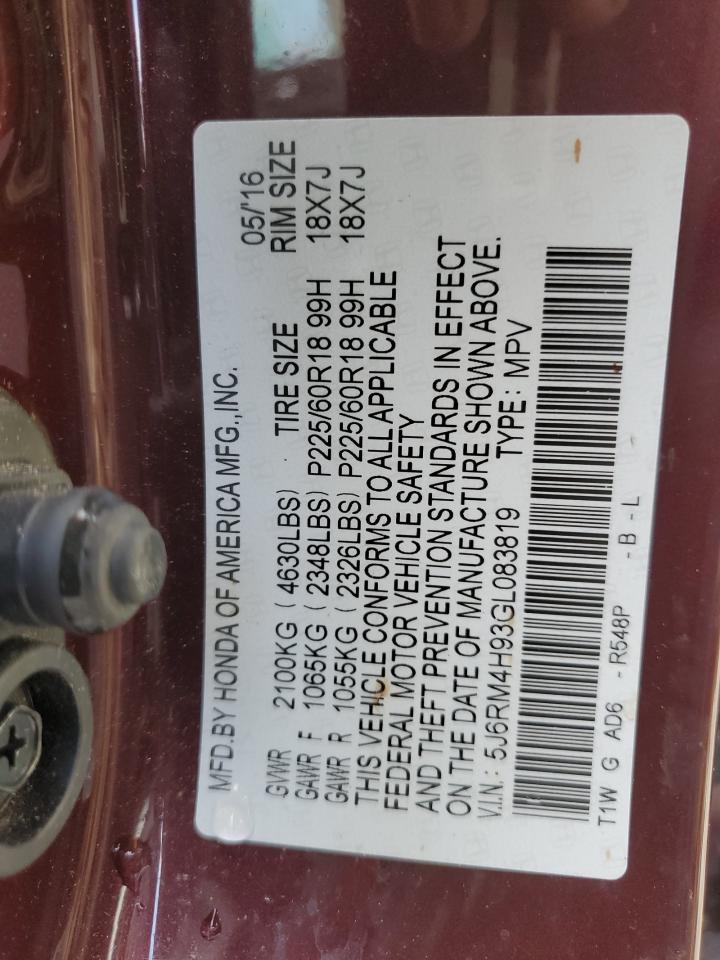 MFD.BY HONDA OF AMERICA MFG.,INC. 05/'16
GVWR 2100KG ( 4630LBS) TIRE SIZE RIM SIZE
GAWR F 1065KG ( 2348LBS) P225/60R18 99H 18X7J
GAWR R 1055KG ( 2326LBS) P225/60R18 99H 18X7J
THIS VEHICLE CONFORMS TO ALL APPLICABLE
FEDERAL MOTOR VEHICLE SAFETY
AND THEFT PREVENTION STANDARDS IN EFFECT
ON THE DATE OF MANUFACTURE SHOWN ABOVE.
V.I.N.: 5J6RM4H93GL083819 TYPE: MPV
T1W G AD6 -R548P -B-L